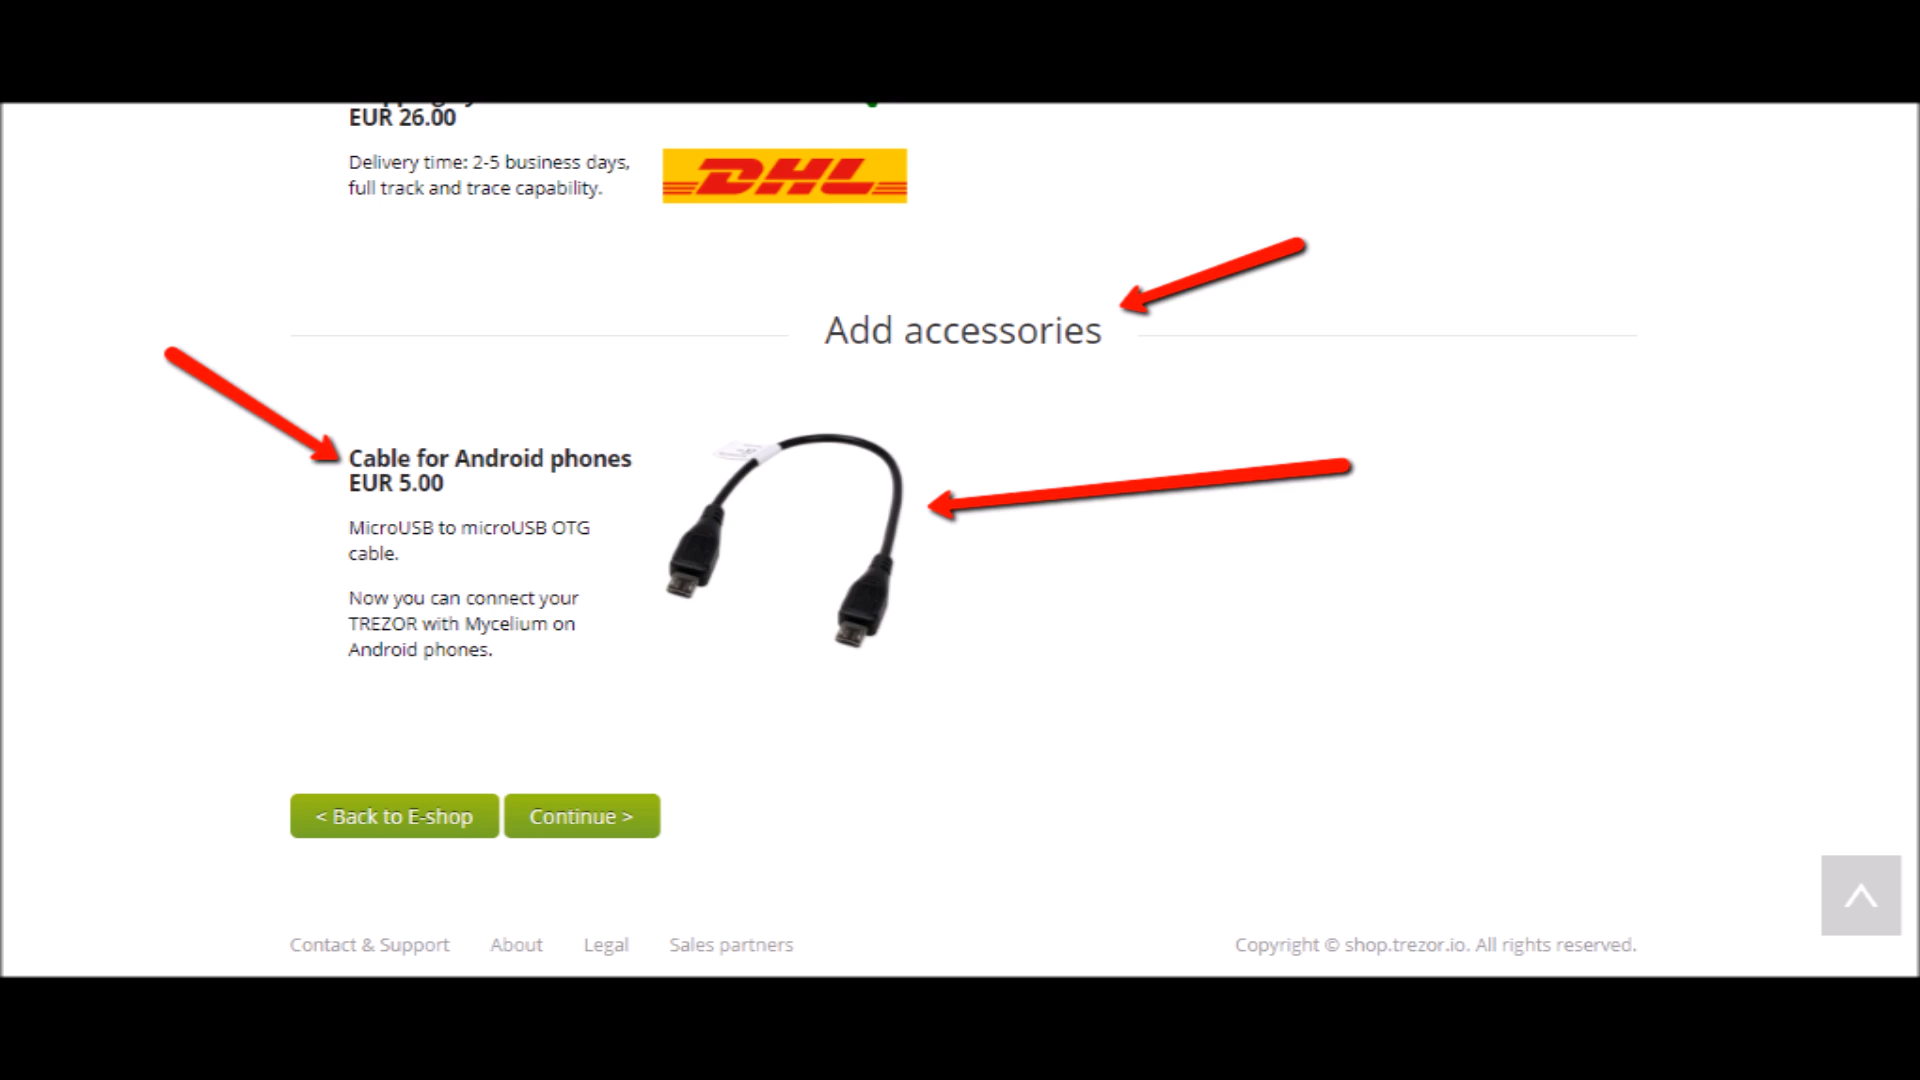 EUR 26.00
Delivery time: 2-5 business days,
full track and trace capability.
DHL
Add accessories
Cable for Android phones
EUR 5.00
MicroUSB to microUSB OTG
cable.
Now you can connect your
TREZOR with Mycelium on
Android phones.
< Back to E-shop
Continue >
Contact & Support
About
Legal
Sales partners
Copyright © shop.trezor.io. All rights reserved.